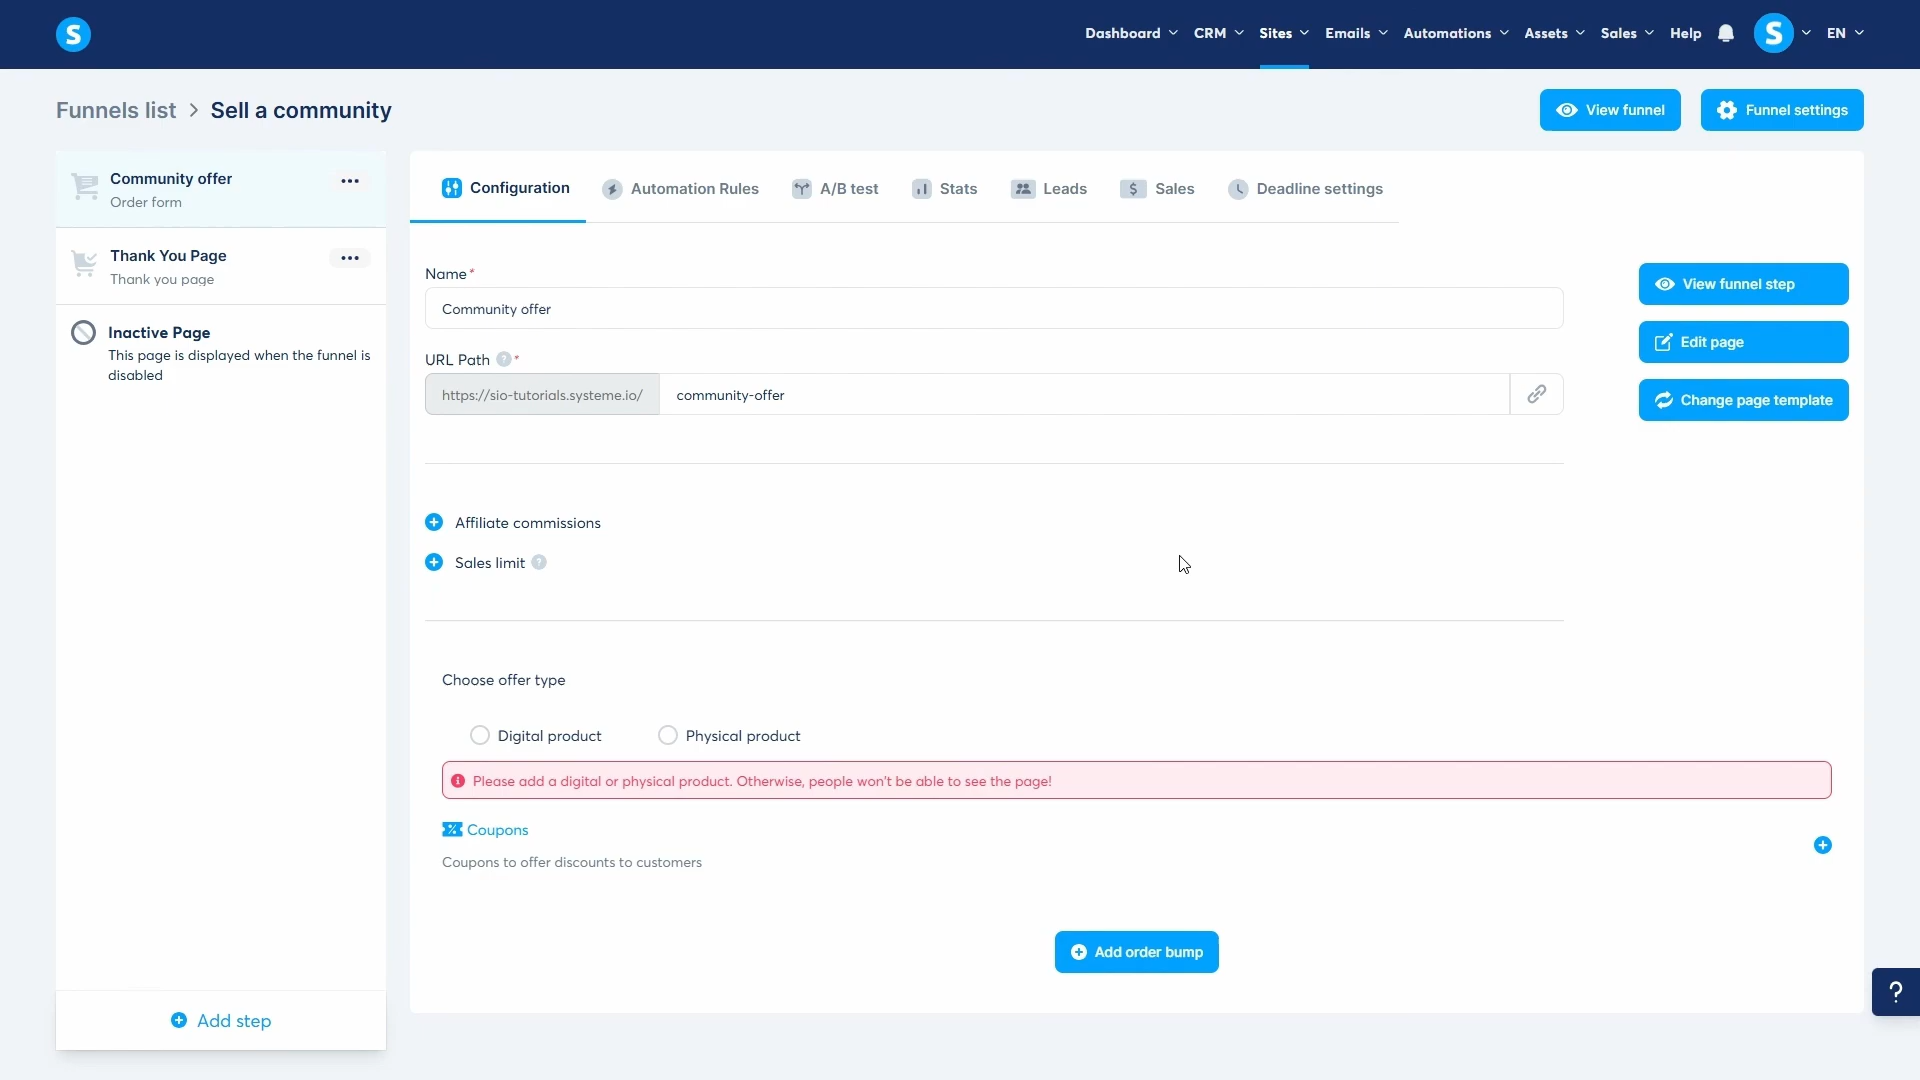 S
Dashboard
CRM
Sites
Emails
Automations
Assets
Sales
Help
S
EN
Funnels list > Sell a community
View funnel
Funnel settings
Community offer
Order form
Thank You Page
Thank you page
Inactive Page
This page is displayed when the funnel is
disabled
Add step
Configuration
Automation Rules
A/B test
Stats
Leads
$ Sales
Deadline settings
Name*
Community offer
URL Path ? *
https://sio-tutorials.systeme.io/
community-offer
View funnel step
Edit page
Change page template
Affiliate commissions
Sales limit ?
Choose offer type
Digital product
Physical product
Please add a digital or physical product. Otherwise, people won't be able to see the page!
Coupons
Coupons to offer discounts to customers
Add order bump
?